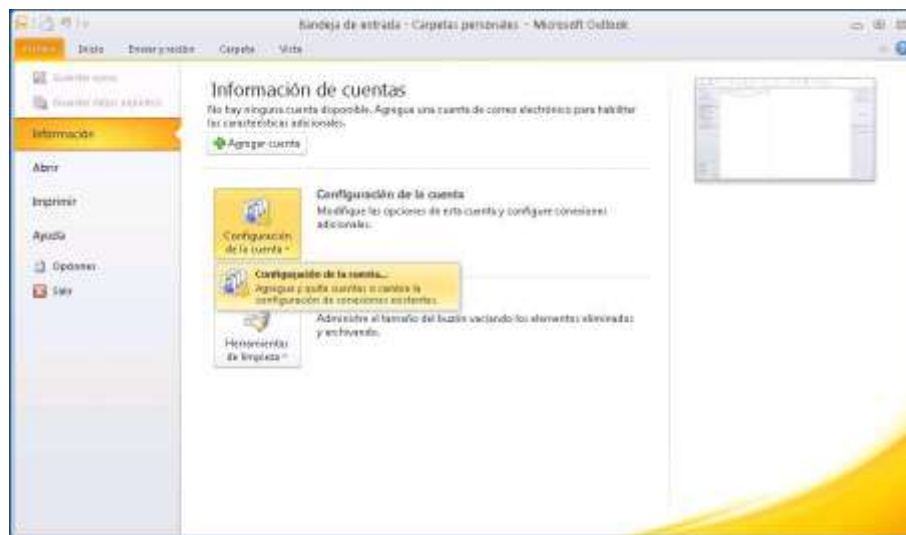 Bandeja de entrada - Carpetas personales - Microsoft Outlook
Inicio
Enviar y recibir
Carpeta
Vista
Información
Abrir
Imprimir
Ayuda
Opciones
Salir
Información de cuentas
No hay ninguna cuenta disponible. Agregue una cuenta de correo electrónico para habilitar
las características adicionales.
Agregar cuenta
Configuración
de la cuenta
Configuración de la cuenta
Modifique las opciones de esta cuenta y configure conexiones
adicionales.
Configuración de la cuenta...
Agregue y quite cuentas o cambie la
configuración de conexiones existentes.
Herramientas
de limpieza
Administre el tamaño del buzón vaciando los elementos eliminados
y archivando.